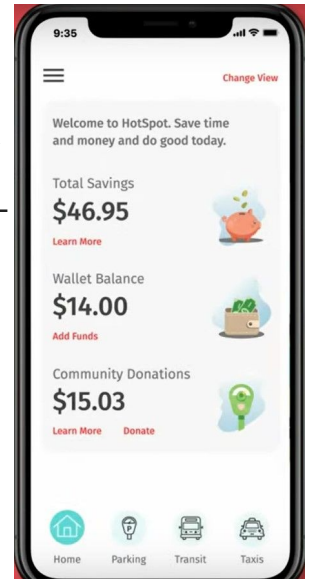 9:35
Change View
Welcome to HotSpot. Save time
and money and do good today.
Total Savings
$46.95
Learn More
Wallet Balance
$14.00
Add Funds
Community Donations
$15.03
Learn More Donate
P
Home Parking Transit Taxis